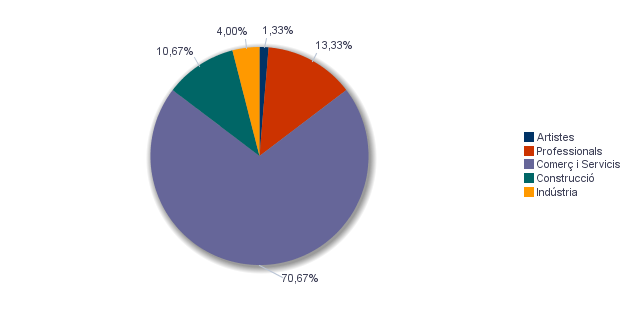 4,00%
1,33%
10,67%
13,33%
70,67%
Artistes
Professionals
Comerç i Servicis
Construcció
Indústria